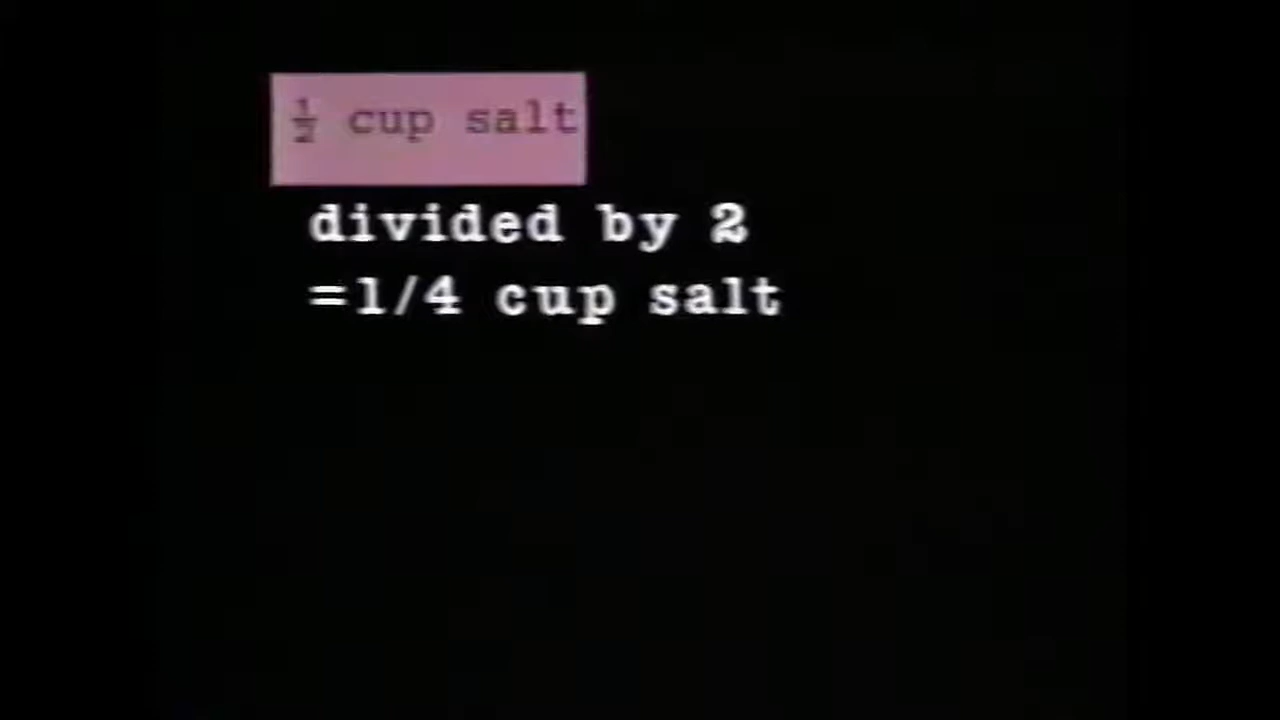 ½ cup salt
divided by 2
=1/4 cup salt